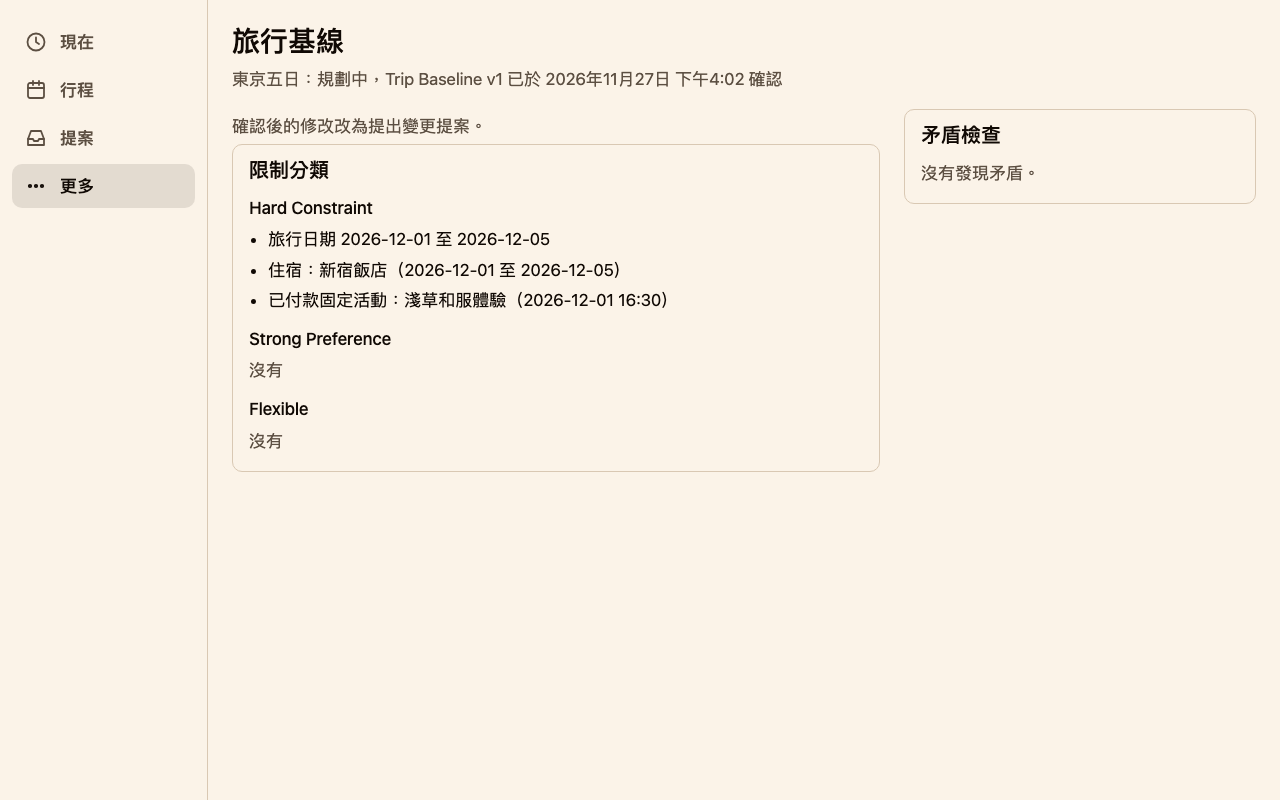 現在
行程
提案
更多
旅行基線
東京五日：規劃中，Trip Baseline v1 已於 2026年11月27日 下午4:02 確認
確認後的修改改為提出變更提案。
限制分類
Hard Constraint
• 旅行日期 2026-12-01 至 2026-12-05
• 住宿：新宿飯店（2026-12-01 至 2026-12-05）
• 已付款固定活動：淺草和服體驗（2026-12-01 16:30）
Strong Preference
沒有
Flexible
沒有
矛盾檢查
沒有發現矛盾。